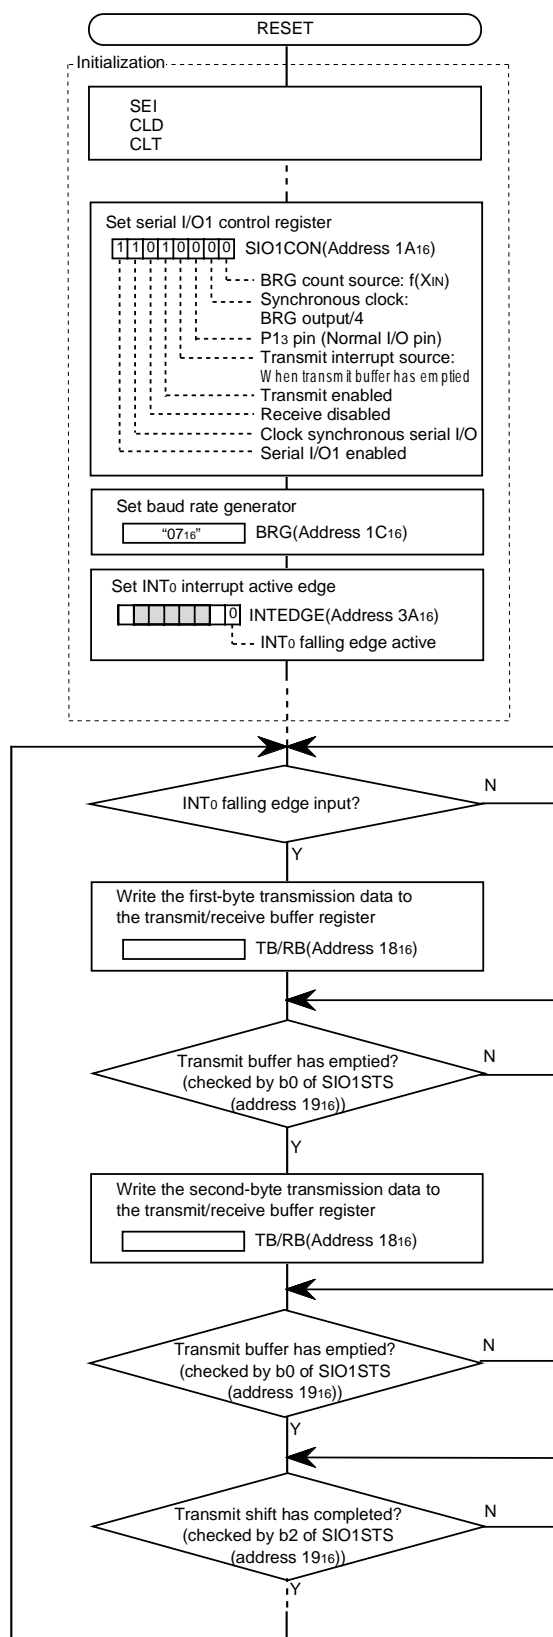 RESET
Initialization
SEI
CLD
CLT
Set serial I/O1 control register
1 1 0 1 0 0 0 0 SIO1CON(Address 1A16)
BRG count source: f(XIN)
Synchronous clock:
BRG output/4
P13 pin (Normal I/O pin)
Transmit interrupt source:
When transmit buffer has emptied
Transmit enabled
Receive disabled
Clock synchronous serial I/O
Serial I/O1 enabled
Set baud rate generator
“0716” BRG(Address 1C16)
Set INT0 interrupt active edge
0 INTEDGE(Address 3A16)
INT0 falling edge active
INT0 falling edge input?
N
Y
Write the first-byte transmission data to
the transmit/receive buffer register
TB/RB(Address 1816)
Transmit buffer has emptied?
(checked by b0 of SIO1STS
(address 1916))
N
Y
Write the second-byte transmission data to
the transmit/receive buffer register
TB/RB(Address 1816)
Transmit buffer has emptied?
(checked by b0 of SIO1STS
(address 1916))
N
Y
Transmit shift has completed?
(checked by b2 of SIO1STS
(address 1916))
N
Y